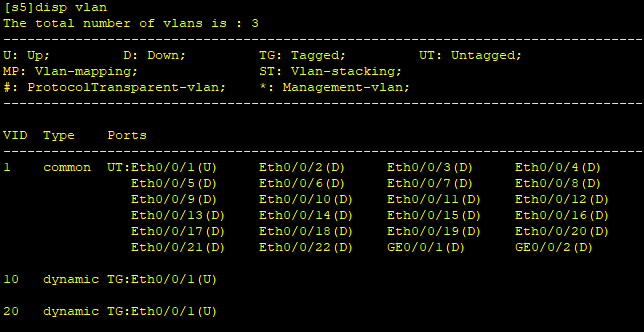 [s5]disp vlan
The total number of vlans is : 3
--------------------------------------------------------------------------------
U: Up;         D: Down;         TG: Tagged;         UT: Untagged;
MP: Vlan-mapping;               ST: Vlan-stacking;
#: ProtocolTransparent-vlan;    *: Management-vlan;
--------------------------------------------------------------------------------
VID  Type    Ports
--------------------------------------------------------------------------------
1    common  UT:Eth0/0/1(U)     Eth0/0/2(D)     Eth0/0/3(D)     Eth0/0/4(D)
                Eth0/0/5(D)     Eth0/0/6(D)     Eth0/0/7(D)     Eth0/0/8(D)
                Eth0/0/9(D)     Eth0/0/10(D)    Eth0/0/11(D)    Eth0/0/12(D)
                Eth0/0/13(D)    Eth0/0/14(D)    Eth0/0/15(D)    Eth0/0/16(D)
                Eth0/0/17(D)    Eth0/0/18(D)    Eth0/0/19(D)    Eth0/0/20(D)
                Eth0/0/21(D)    Eth0/0/22(D)    GE0/0/1(D)      GE0/0/2(D)
10   dynamic TG:Eth0/0/1(U)
20   dynamic TG:Eth0/0/1(U)